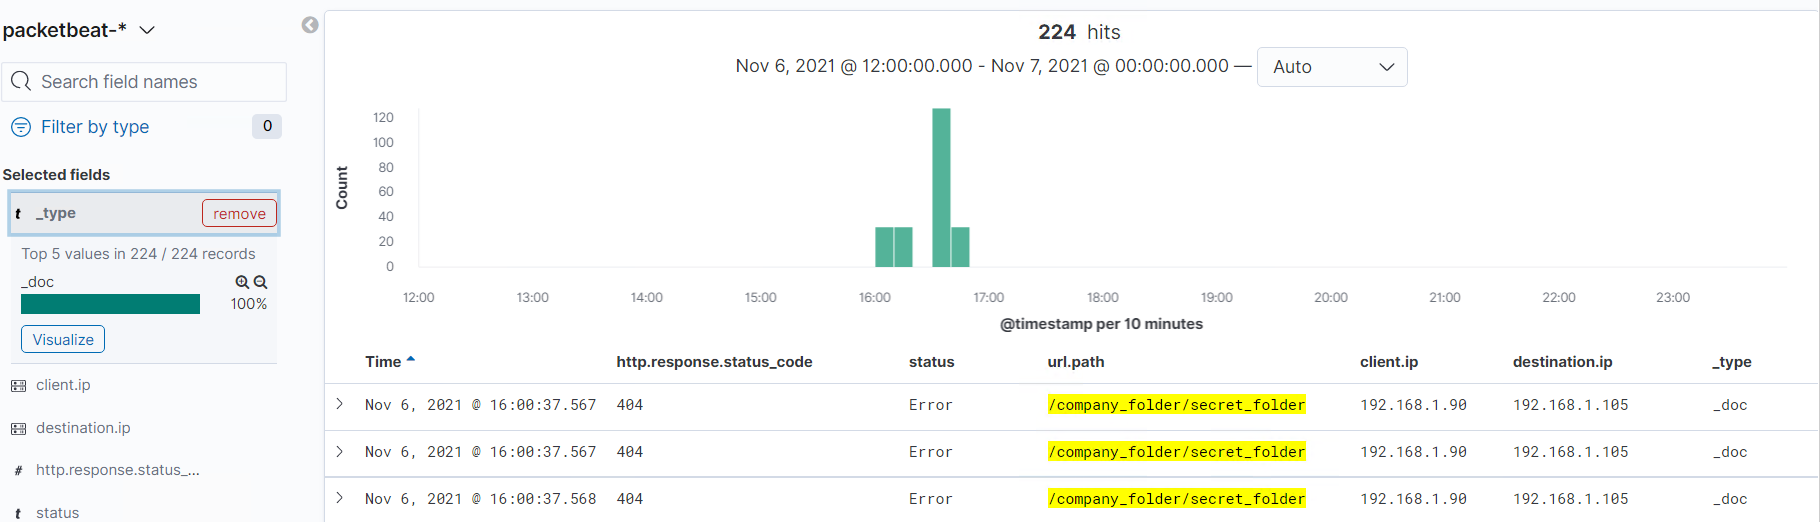 packetbeat-*
Search field names
Filter by type 0
Selected fields
t _type remove
Top 5 values in 224 / 224 records
_doc
100%
Visualize
client.ip
destination.ip
# http.response.status_...
t status
224 hits
Nov 6, 2021 @ 12:00:00.000 - Nov 7, 2021 @ 00:00:00.000 — Auto
120
100
80
60
40
20
0
Count
12:00 13:00 14:00 15:00 16:00 17:00 18:00 19:00 20:00 21:00 22:00 23:00
@timestamp per 10 minutes
Time http.response.status_code status url.path client.ip destination.ip _type
Nov 6, 2021 @ 16:00:37.567 404 Error /company_folder/secret_folder 192.168.1.90 192.168.1.105 _doc
Nov 6, 2021 @ 16:00:37.567 404 Error /company_folder/secret_folder 192.168.1.90 192.168.1.105 _doc
Nov 6, 2021 @ 16:00:37.568 404 Error /company_folder/secret_folder 192.168.1.90 192.168.1.105 _doc